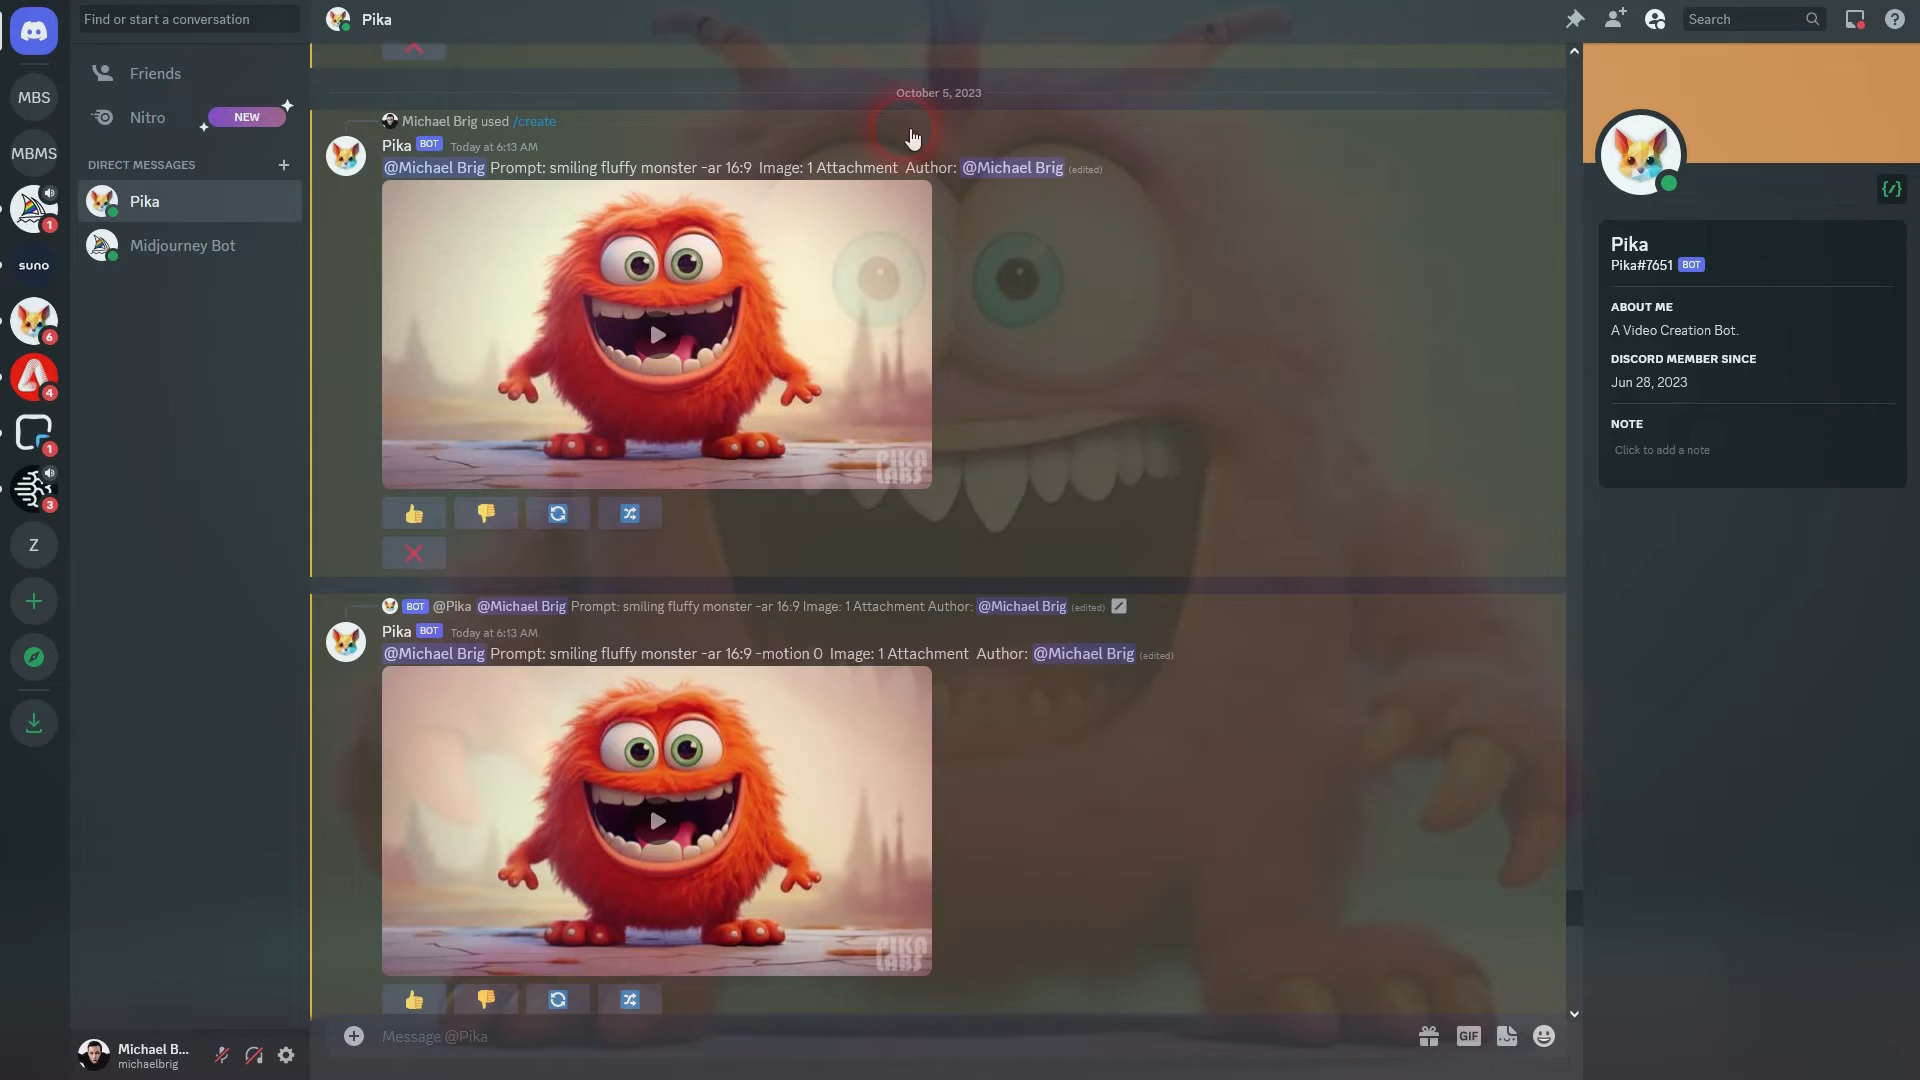 Find or start a conversation
Pika
Search
MBS
Friends
Nitro
NEW
MBMS
DIRECT MESSAGES
Pika
Midjourney Bot
suno
1
6
4
1
3
Z
October 5, 2023
Michael Brig used /create
Pika BOT Today at 6:13 AM
@Michael Brig Prompt: smiling fluffy monster -ar 16:9 Image: 1 Attachment Author: @Michael Brig (edited)
PIKA
LABS
BOT @Pika @Michael Brig Prompt: smiling fluffy monster -ar 16:9 Image: 1 Attachment Author: @Michael Brig (edited)
Pika BOT Today at 6:13 AM
@Michael Brig Prompt: smiling fluffy monster -ar 16:9 -motion 0 Image: 1 Attachment Author: @Michael Brig (edited)
PIKA
LABS
Message @Pika
GIF
Michael B...
michaelbrig
Pika
Pika#7651 BOT
ABOUT ME
A Video Creation Bot.
DISCORD MEMBER SINCE
Jun 28, 2023
NOTE
Click to add a note